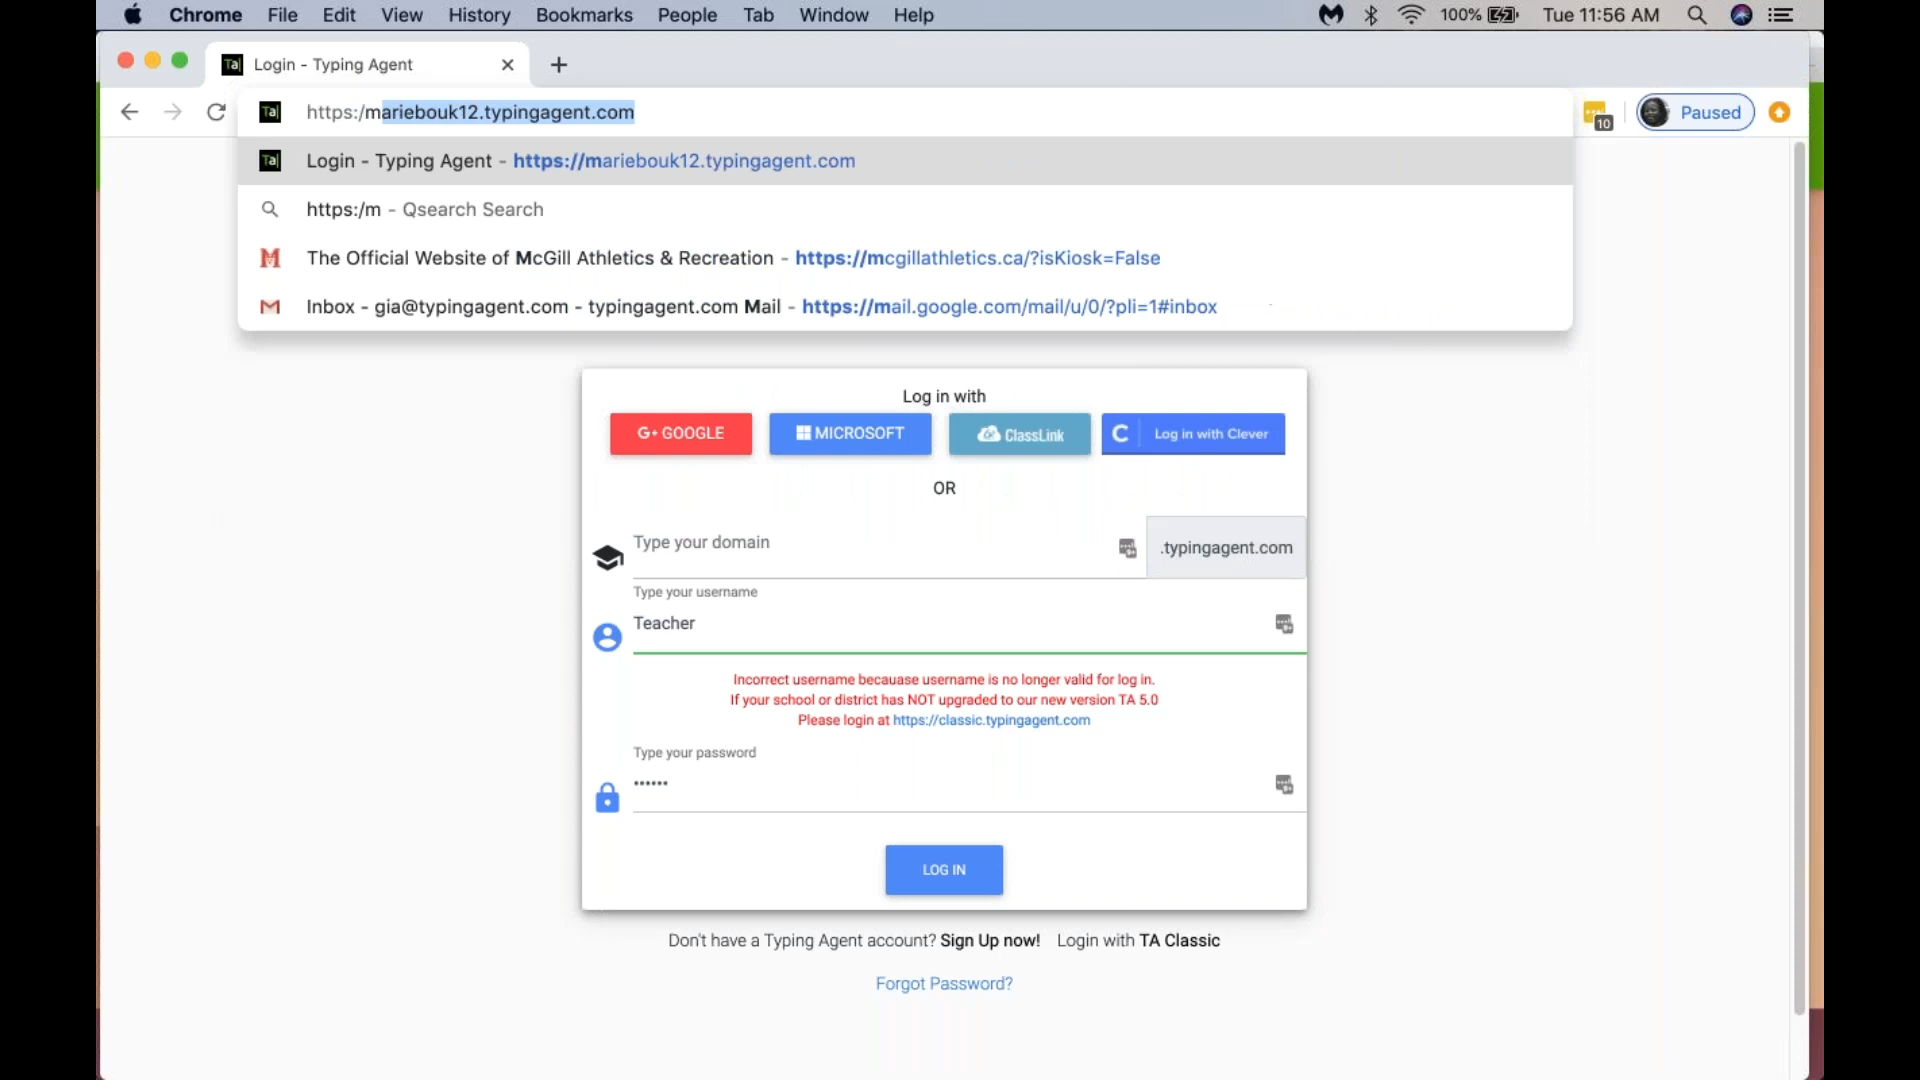 Chrome File Edit View History Bookmarks People Tab Window Help 100% Tue 11:56 AM
Ta Login - Typing Agent
Ta https:/mariebouk12.typingagent.com 10 Paused
Ta Login - Typing Agent - https://mariebouk12.typingagent.com
https:/m - Qsearch Search
The Official Website of McGill Athletics & Recreation - https://mcgillathletics.ca/?isKiosk=False
Inbox - gia@typingagent.com - typingagent.com Mail - https://mail.google.com/mail/u/0/?pli=1#inbox
Log in with
G+ GOOGLE MICROSOFT ClassLink C Log in with Clever
OR
Type your domain .typingagent.com
Type your username
Teacher
Incorrect username becauase username is no longer valid for log in.
If your school or district has NOT upgraded to our new version TA 5.0
Please login at https://classic.typingagent.com
Type your password
••••••
LOG IN
Don't have a Typing Agent account? Sign Up now! Login with TA Classic
Forgot Password?